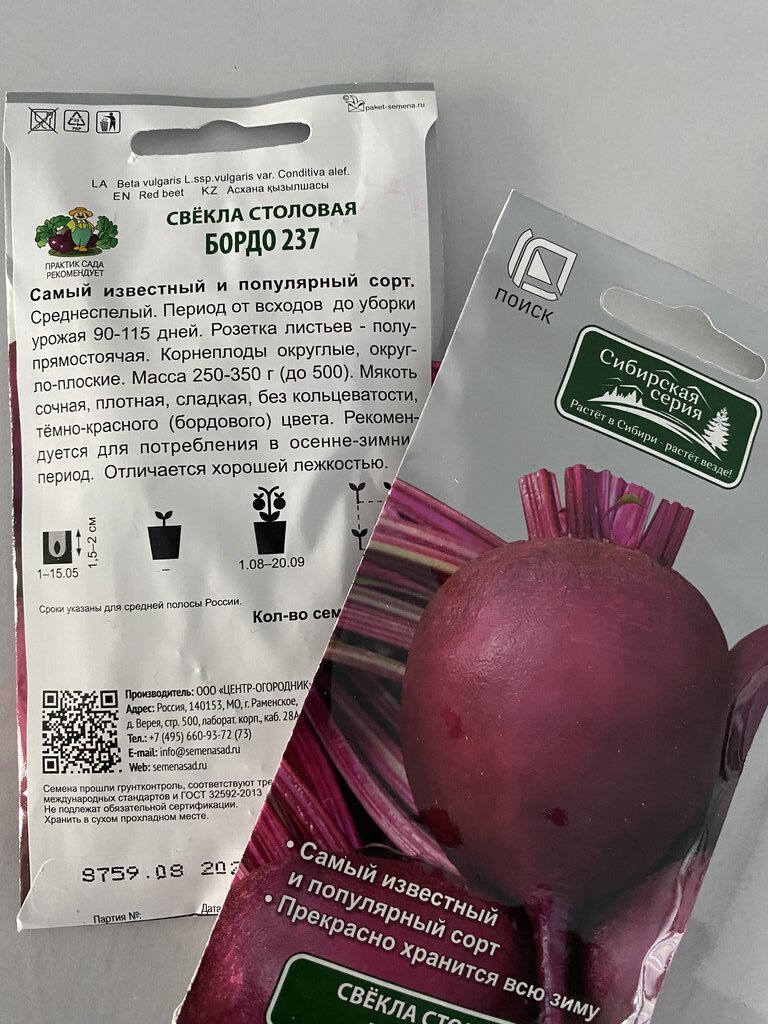 paket-semena.ru
PAP
LA Beta vulgaris L.ssp.vulgaris var. Conditiva alef.
EN Red beet KZ Асхана қызылшасы
СВЁКЛА СТОЛОВАЯ
БОРДО 237
ПРАКТИК САДА
РЕКОМЕНДУЕТ
Самый известный и популярный сорт.
Среднеспелый. Период от всходов до уборки
урожая 90-115 дней. Розетка листьев - полу-
прямостоячая. Корнеплоды округлые, округ-
ло-плоские. Масса 250-350 г (до 500). Мякоть
сочная, плотная, сладкая, без кольцеватости,
тёмно-красного (бордового) цвета. Рекомен-
дуется для потребления в осенне-зимни
период. Отличается хорошей лежкостью.
1,5–2 см
1–15.05
–
1.08–20.09
Сроки указаны для средней полосы России.
Кол-во сем
Производитель: ООО «ЦЕНТР-ОГОРОДНИК
Адрес: Россия, 140153, МО, г. Раменское,
д. Верея, стр. 500, лаборат. корп., каб. 28А
Тел.: +7 (495) 660-93-72 (73)
E-mail: info@semenasad.ru
Web: semenasad.ru
Семена прошли грунтконтроль, соответствуют тре
международных стандартов и ГОСТ 32592-2013
Не подлежат обязательной сертификации.
Хранить в сухом прохладном месте.
8759.08 202
Партия №:
Дата
ПОИСК
Сибирская
серия
Растёт в Сибири - растёт везде!
• Самый известный
и популярный сорт
• Прекрасно хранится всю зиму
СВЁКЛА СТОЛ